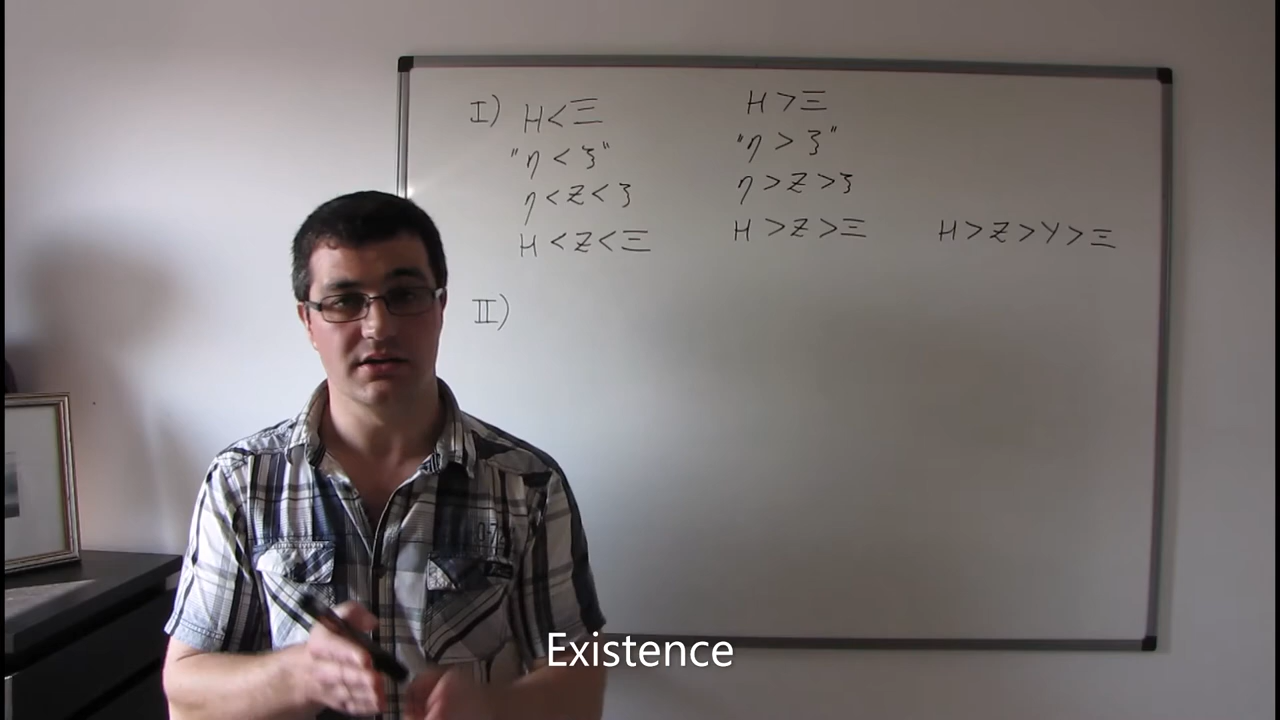 I) H < Ξ
"η < ξ"
η < Z < ξ
H < Z < Ξ
H > Ξ
"η > ξ"
η > Z > ξ
H > Z > Ξ
H > Z > Y > Ξ
II)
Existence